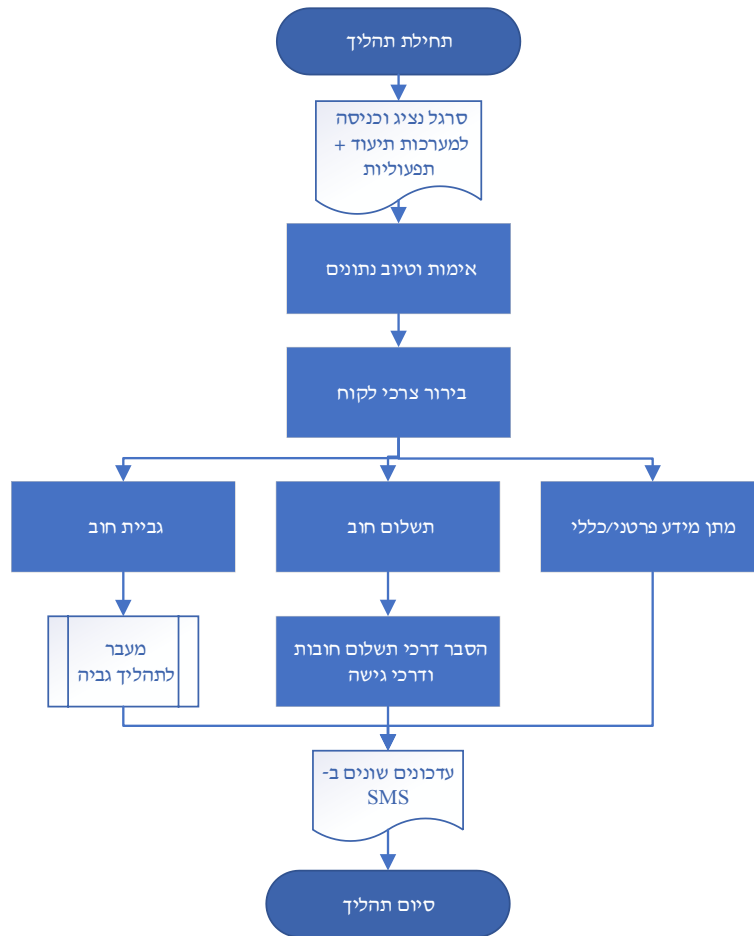 תחילת תהליך
סרגל נציג וכניסה
למערכות תיעוד +
תפעוליות
אימות וטיוב נתונים
בירור צרכי לקוח
מתן מידע פרטני/כללי
תשלום חוב
גביית חוב
הסבר דרכי תשלום חובות
ודרכי גישה
מעבר
לתהליך גביה
עדכונים שונים ב-
SMS
סיום תהליך